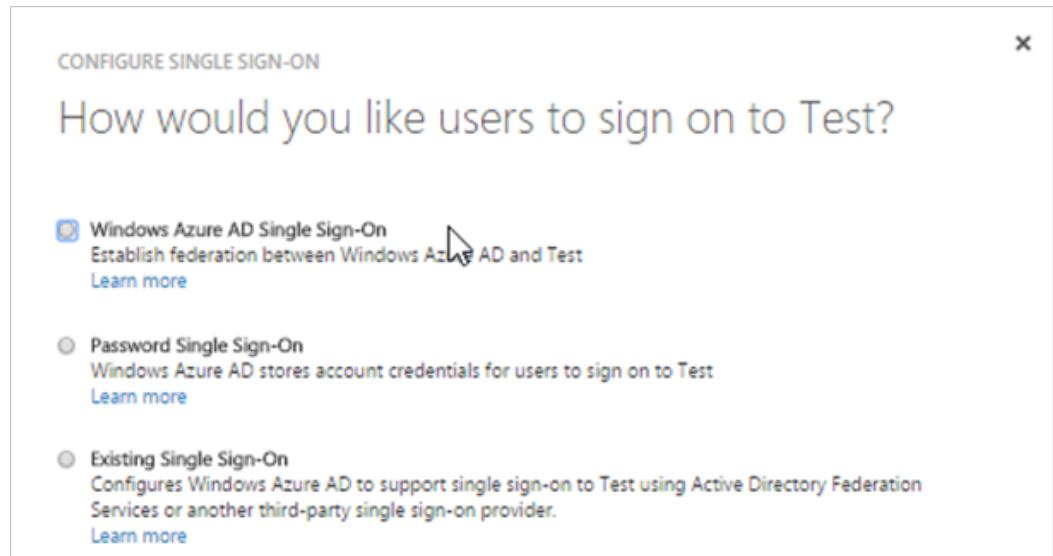 CONFIGURE SINGLE SIGN-ON
How would you like users to sign on to Test?
Windows Azure AD Single Sign-On
Establish federation between Windows Azure AD and Test
Learn more
Password Single Sign-On
Windows Azure AD stores account credentials for users to sign on to Test
Learn more
Existing Single Sign-On
Configures Windows Azure AD to support single sign-on to Test using Active Directory Federation
Services or another third-party single sign-on provider.
Learn more